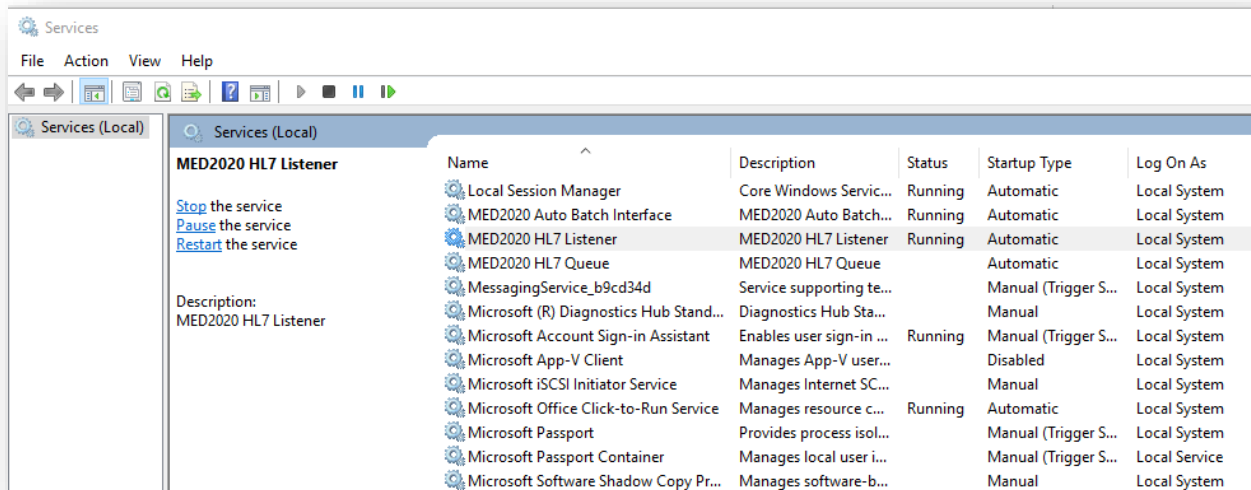 Services
File Action View Help
Services (Local)
Services (Local)
MED2020 HL7 Listener
Stop the service
Pause the service
Restart the service
Description:
MED2020 HL7 Listener
Name Description Status Startup Type Log On As
Local Session Manager Core Windows Servic... Running Automatic Local System
MED2020 Auto Batch Interface MED2020 Auto Batch... Running Automatic Local System
MED2020 HL7 Listener MED2020 HL7 Listener Running Automatic Local System
MED2020 HL7 Queue MED2020 HL7 Queue Automatic Local System
MessagingService_b9cd34d Service supporting te... Manual (Trigger S... Local System
Microsoft (R) Diagnostics Hub Stand... Diagnostics Hub Sta... Manual Local System
Microsoft Account Sign-in Assistant Enables user sign-in ... Running Manual (Trigger S... Local System
Microsoft App-V Client Manages App-V user... Disabled Local System
Microsoft iSCSI Initiator Service Manages Internet SC... Manual Local System
Microsoft Office Click-to-Run Service Manages resource c... Running Automatic Local System
Microsoft Passport Provides process isol... Manual (Trigger S... Local System
Microsoft Passport Container Manages local user i... Manual (Trigger S... Local Service
Microsoft Software Shadow Copy Pr... Manages software-b... Manual Local System